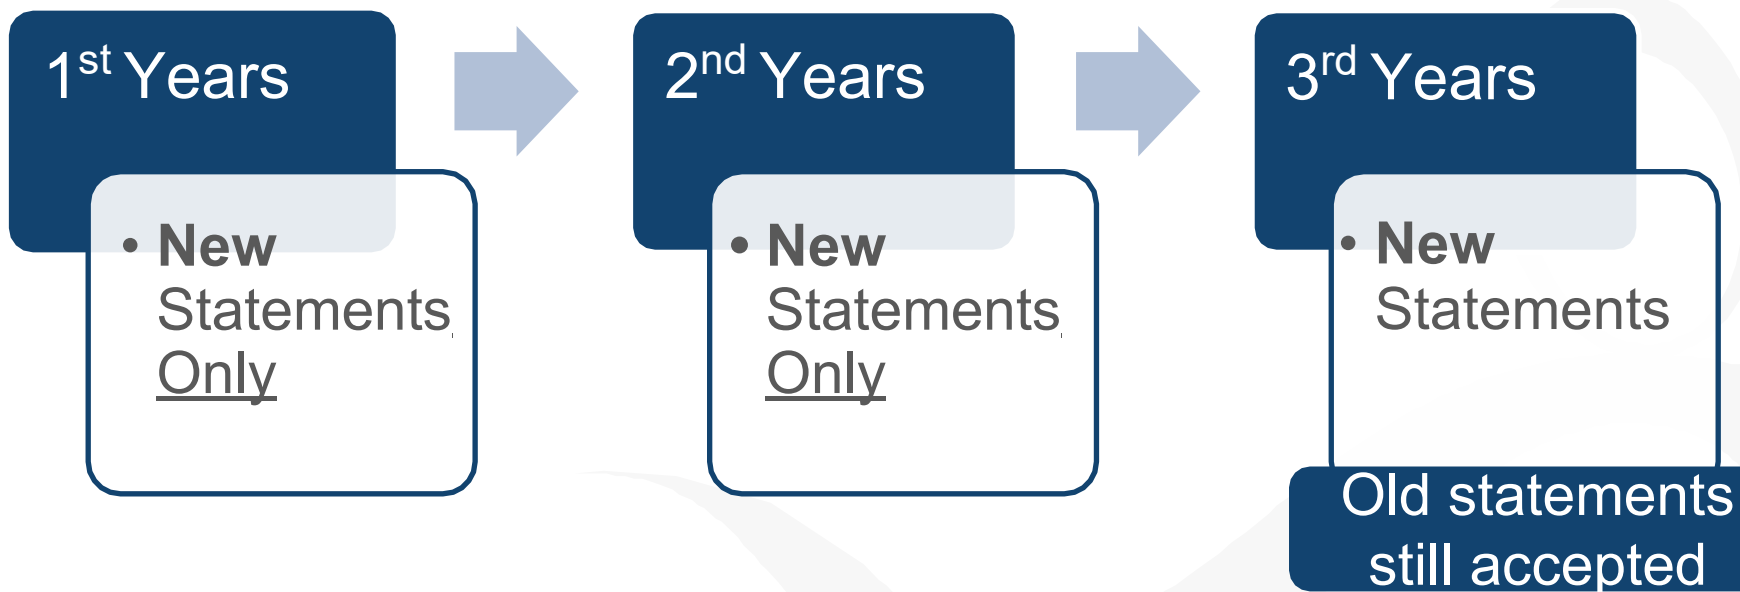 1st Years
• New
Statements
Only
2nd Years
• New
Statements
Only
3rd Years
• New
Statements
Old statements
still accepted